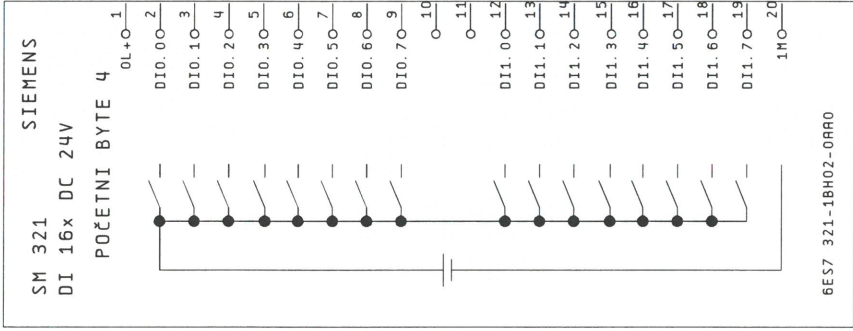 SIEMENS
SM 321
DI 16x DC 24V
POČETNI BYTE 4
1 0L+
2 DI0.0
3 DI0.1
4 DI0.2
5 DI0.3
6 DI0.4
7 DI0.5
8 DI0.6
9 DI0.7
10
11
12 DI1.0
13 DI1.1
14 DI1.2
15 DI1.3
16 DI1.4
17 DI1.5
18 DI1.6
19 DI1.7
20 1M
6ES7 321-1BH02-0AA0